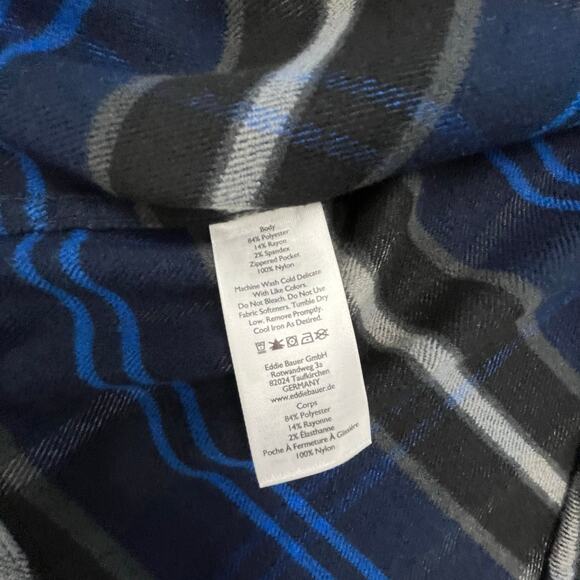 Body
84% Polyester
14% Rayon
2% Spandex
Zippered Pocket
100% Nylon
Machine Wash Cold Delicate
With Like Colors.
Do Not Bleach. Do Not Use
Fabric Softeners. Tumble Dry
Low. Remove Promptly.
Cool Iron As Desired.
Eddie Bauer GmbH
Rotwandweg 3a
82024 Taufkirchen
GERMANY
www.eddiebauer.de
Corps
84% Polyester
14% Rayonne
2% Élasthanne
Poche À Fermeture À Glissière
100% Nylon